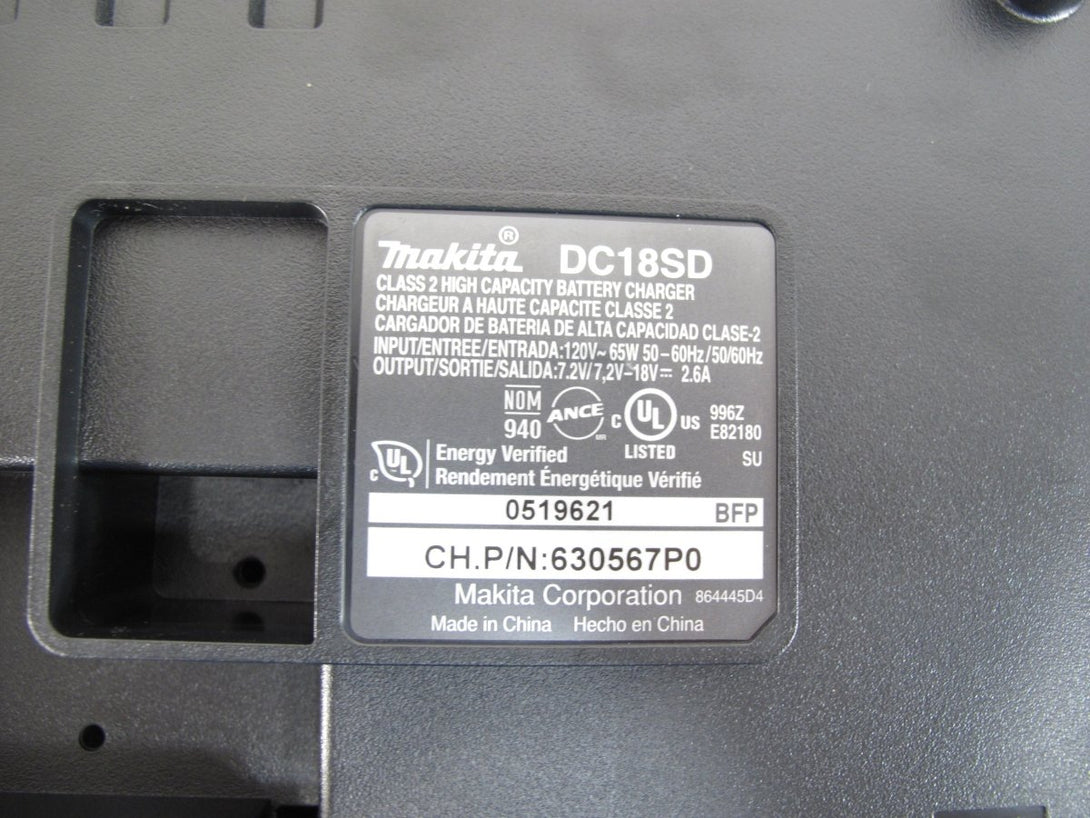 makita® DC18SD
CLASS 2 HIGH CAPACITY BATTERY CHARGER
CHARGEUR A HAUTE CAPACITE CLASSE 2
CARGADOR DE BATERIA DE ALTA CAPACIDAD CLASE-2
INPUT/ENTREE/ENTRADA:120V~ 65W 50-60Hz/50/60Hz
OUTPUT/SORTIE/SALIDA:7.2V/7,2V-18V⎓ 2.6A
NOM
940
ANCE
MR
C UL US
LISTED
996Z
E82180
SU
C UL
Energy Verified
Rendement Énergétique Vérifié
0519621 BFP
CH.P/N:630567P0
Makita Corporation 864445D4
Made in China Hecho en China